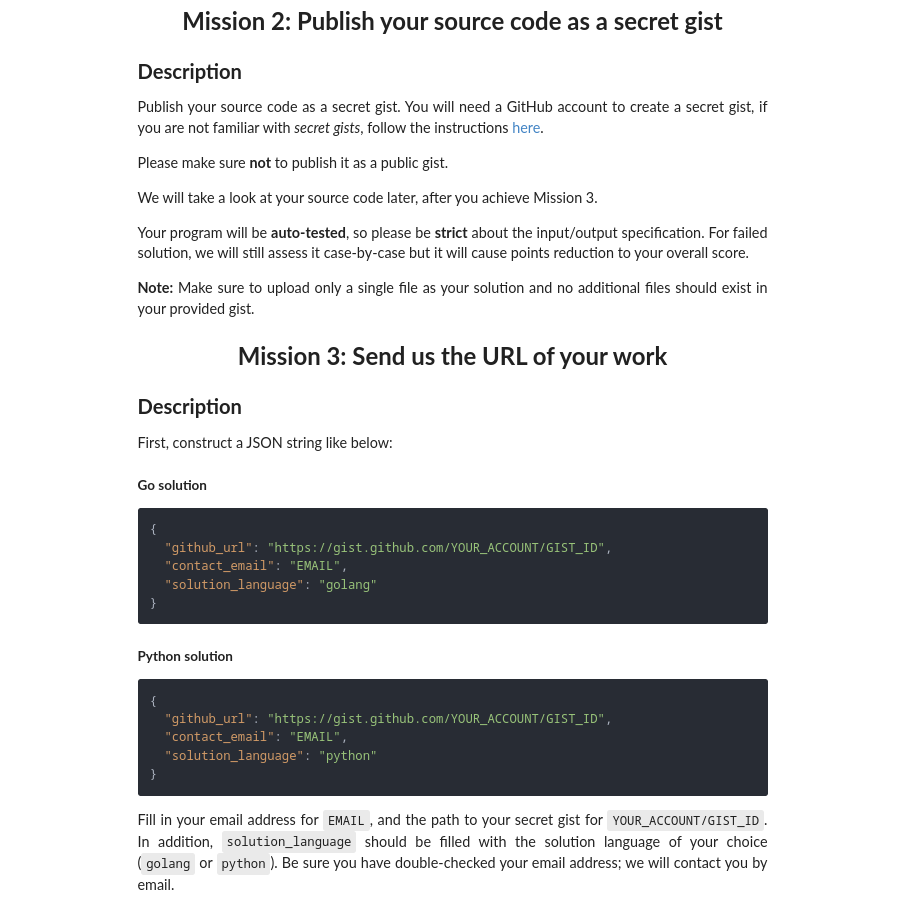 Mission 2: Publish your source code as a secret gist
Description
Publish your source code as a secret gist. You will need a GitHub account to create a secret gist, if
you are not familiar with secret gists, follow the instructions here.
Please make sure not to publish it as a public gist.
We will take a look at your source code later, after you achieve Mission 3.
Your program will be auto-tested, so please be strict about the input/output specification. For failed
solution, we will still assess it case-by-case but it will cause points reduction to your overall score.
Note: Make sure to upload only a single file as your solution and no additional files should exist in
your provided gist.
Mission 3: Send us the URL of your work
Description
First, construct a JSON string like below:
Go solution
{
  "github_url": "https://gist.github.com/YOUR_ACCOUNT/GIST_ID",
  "contact_email": "EMAIL",
  "solution_language": "golang"
}
Python solution
{
  "github_url": "https://gist.github.com/YOUR_ACCOUNT/GIST_ID",
  "contact_email": "EMAIL",
  "solution_language": "python"
}
Fill in your email address for EMAIL, and the path to your secret gist for YOUR_ACCOUNT/GIST_ID.
In addition, solution_language should be filled with the solution language of your choice
(golang or python). Be sure you have double-checked your email address; we will contact you by
email.